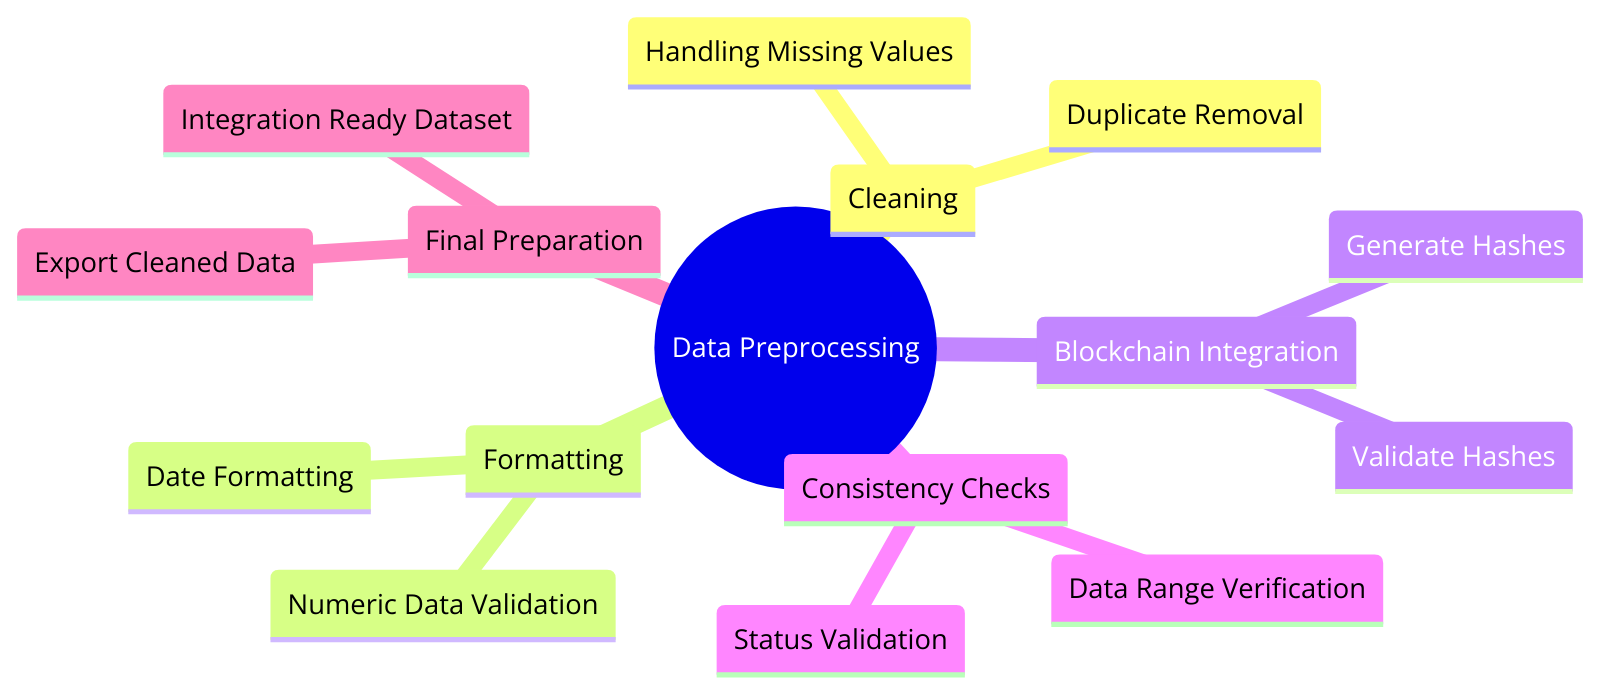 Handling Missing Values
Duplicate Removal
Integration Ready Dataset
Cleaning
Generate Hashes
Final Preparation
Export Cleaned Data
Data Preprocessing
Blockchain Integration
Formatting
Validate Hashes
Date Formatting
Consistency Checks
Data Range Verification
Numeric Data Validation
Status Validation